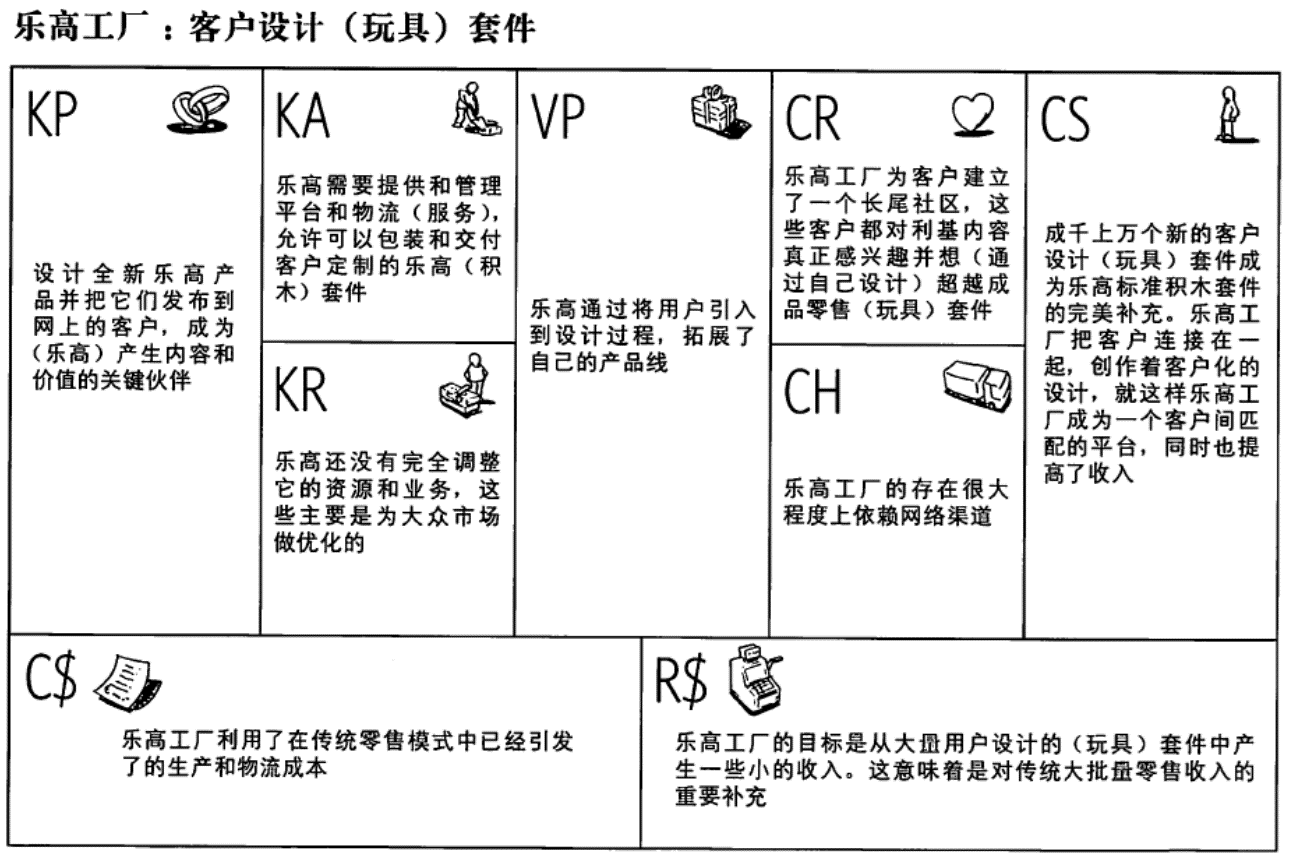 乐高工厂：客户设计（玩具）套件
KP
设计全新乐高产
品并把它们发布到
网上的客户，成为
（乐高）产生内容和
价值的关键伙伴
KA
乐高需要提供和管理
平台和物流（服务），
允许可以包装和交付
客户定制的乐高（积
木）套件
KR
乐高还没有完全调整
它的资源和业务，这
些主要是为大众市场
做优化的
VP
乐高通过将用户引入
到设计过程，拓展了
自己的产品线
CR
乐高工厂为客户建立
了一个长尾社区，这
些客户都对利基内容
真正感兴趣并想（通
过自己设计）超越成
品零售（玩具）套件
CH
乐高工厂的存在很大
程度上依赖网络渠道
CS
成千上万个新的客户
设计（玩具）套件成
为乐高标准积木套件
的完美补充。乐高工
厂把客户连接在一
起，创作着客户化的
设计，就这样乐高工
厂成为一个客户间匹
配的平台，同时也提
高了收入
C$
乐高工厂利用了在传统零售模式中已经引发
了的生产和物流成本
R$
乐高工厂的目标是从大量用户设计的（玩具）套件中产
生一些小的收入。这意味着是对传统大批量零售收入的
重要补充